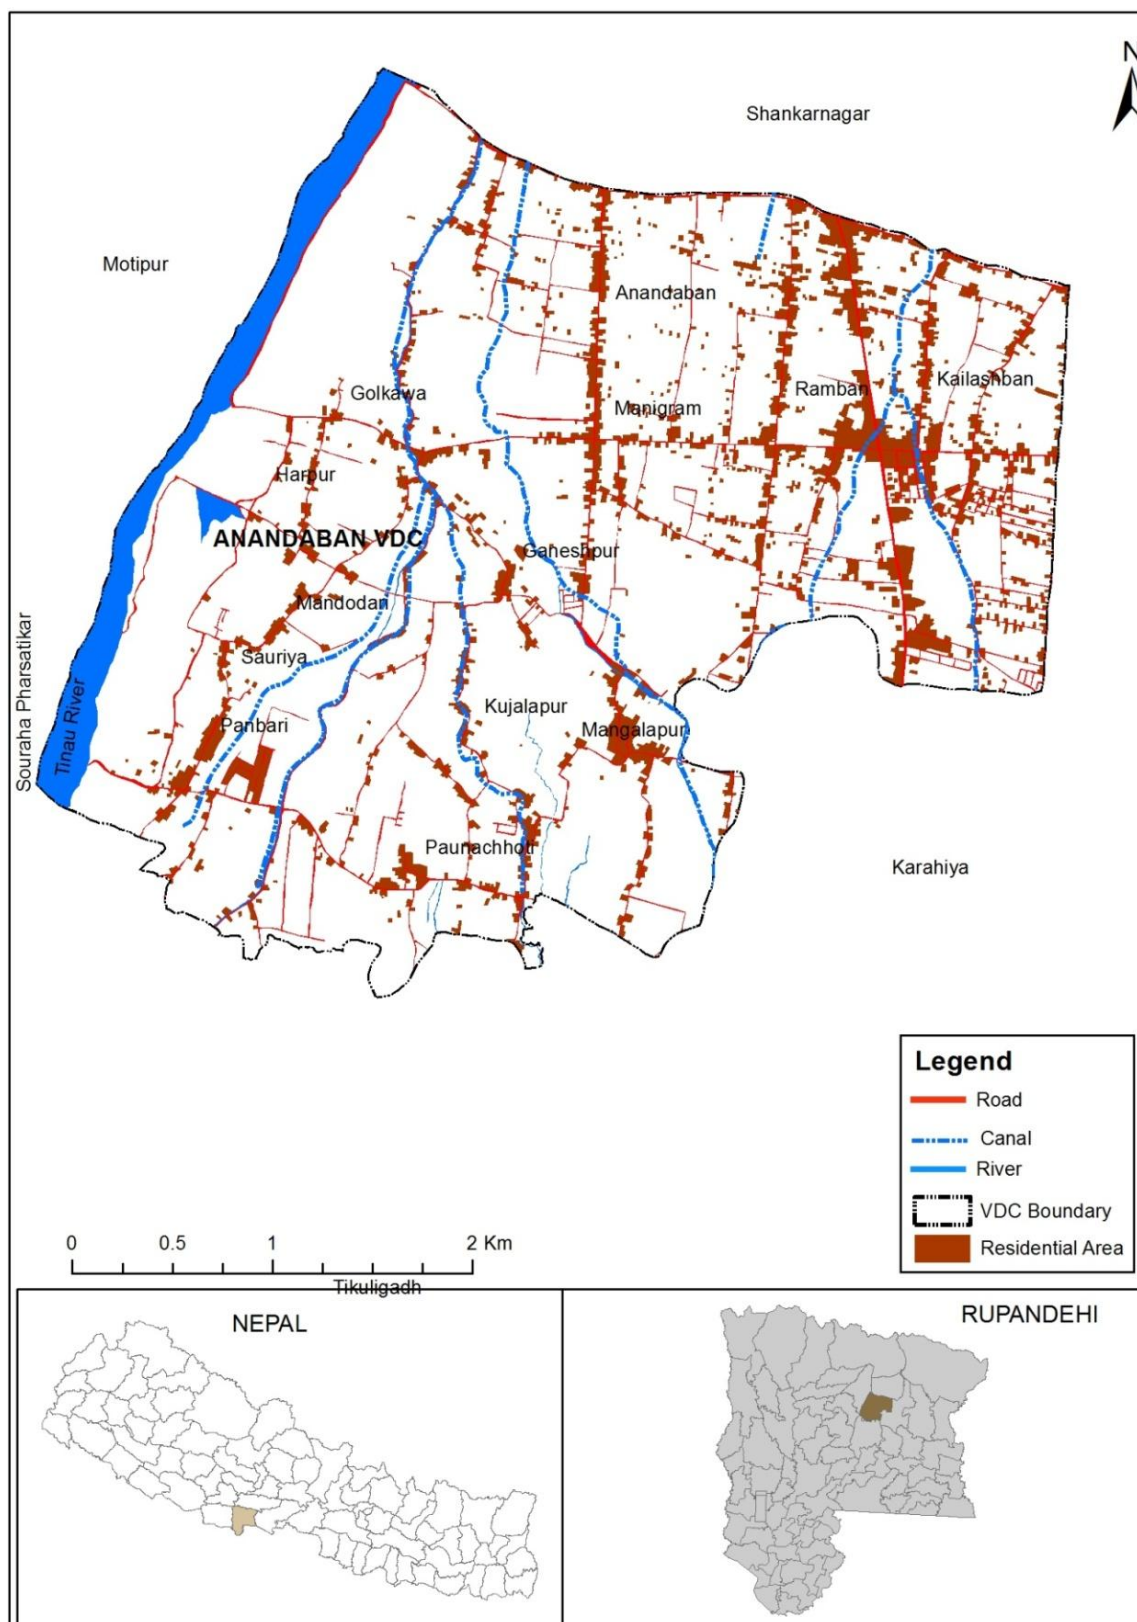 N
Shankarnagar
Motipur
Anandaban
Golkawa
Ramban
Kailashban
Manigram
Harpur
ANANDABAN VDC
Ganeshpur
Mandodari
Sauriya
Souraha Pharsatikar
Tinau River
Panbari
Kujalapur
Mangalapur
Paunachhoti
Karahiya
Legend
Road
Canal
River
VDC Boundary
Residential Area
0 0.5 1 2 Km
Tikuligadh
NEPAL
RUPANDEHI